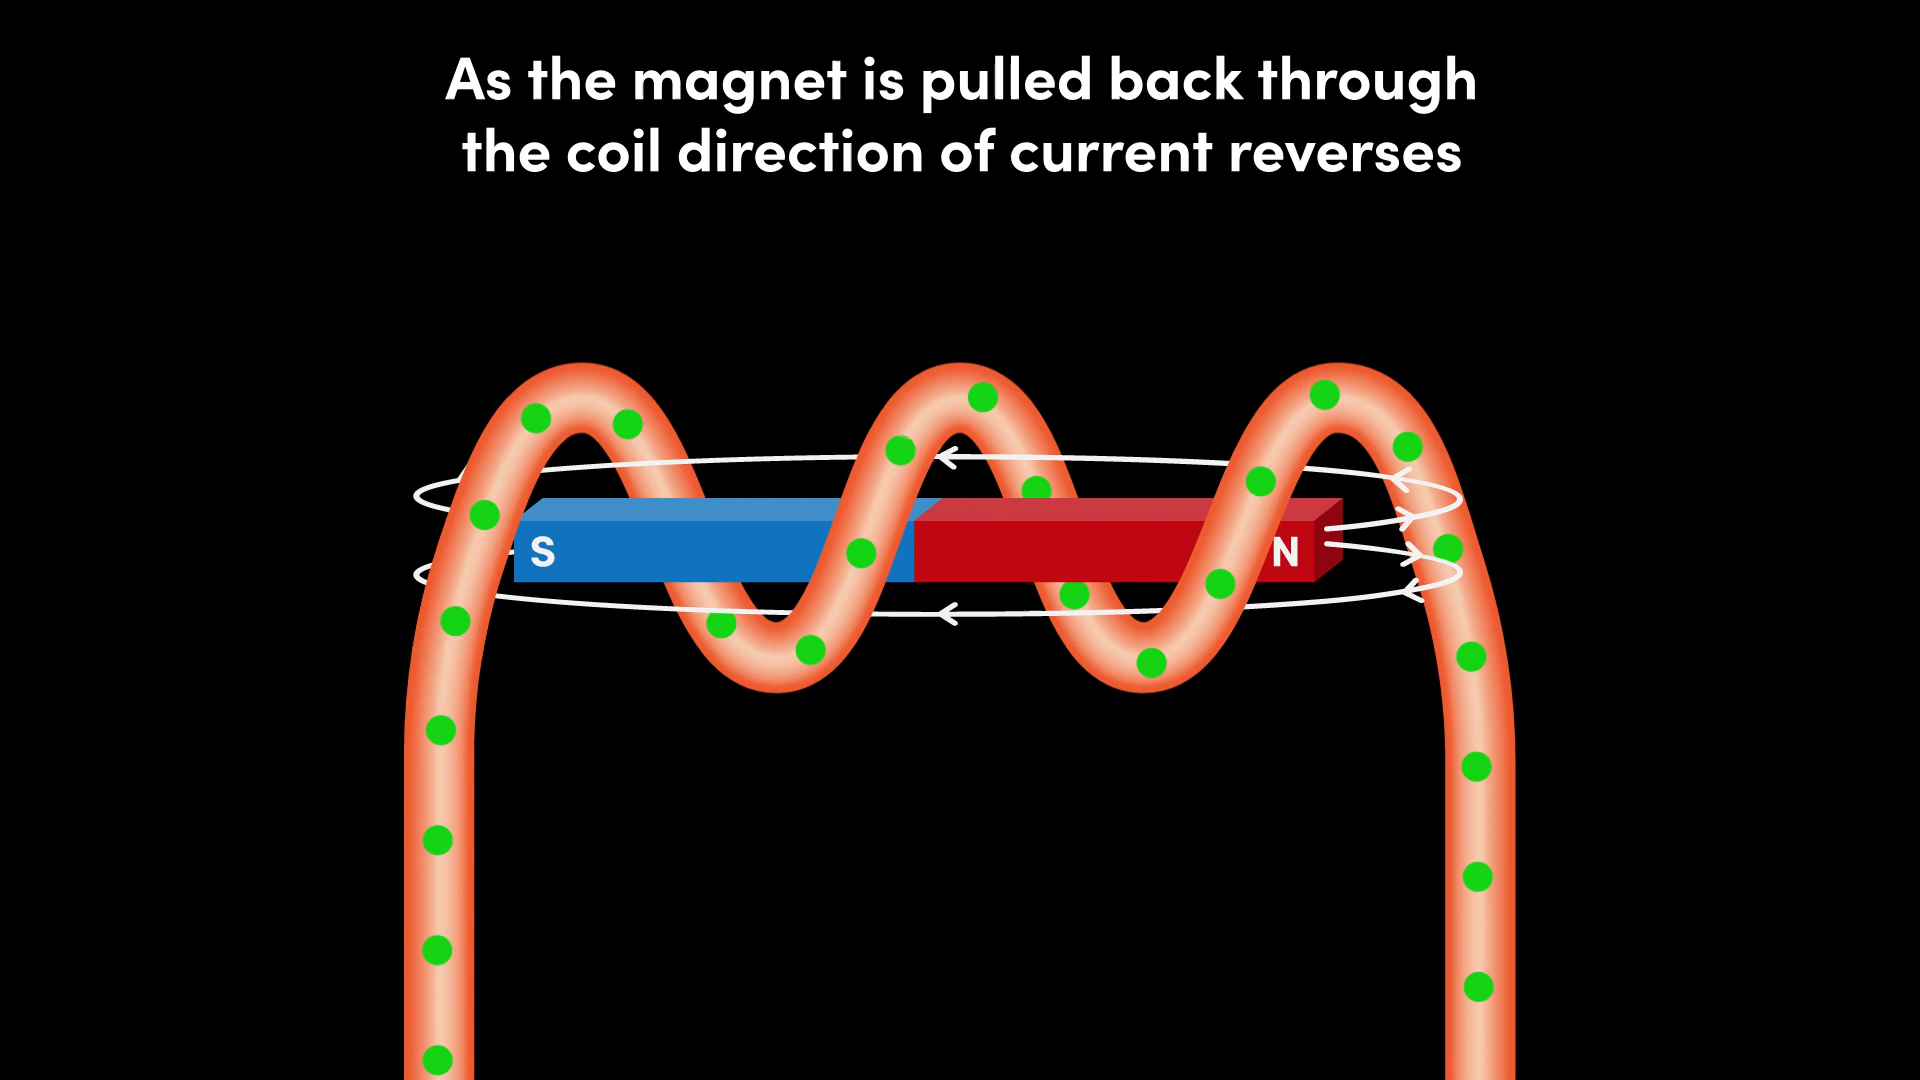 As the magnet is pulled back through
the coil direction of current reverses
S
N